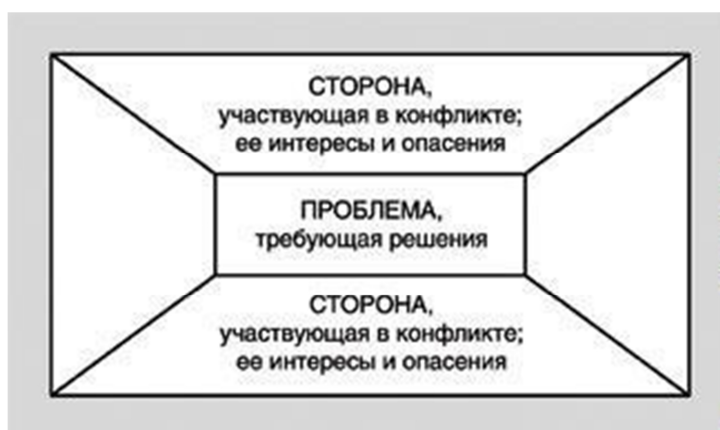 СТОРОНА,
участвующая в конфликте;
ее интересы и опасения
ПРОБЛЕМА,
требующая решения
СТОРОНА,
участвующая в конфликте;
ее интересы и опасения